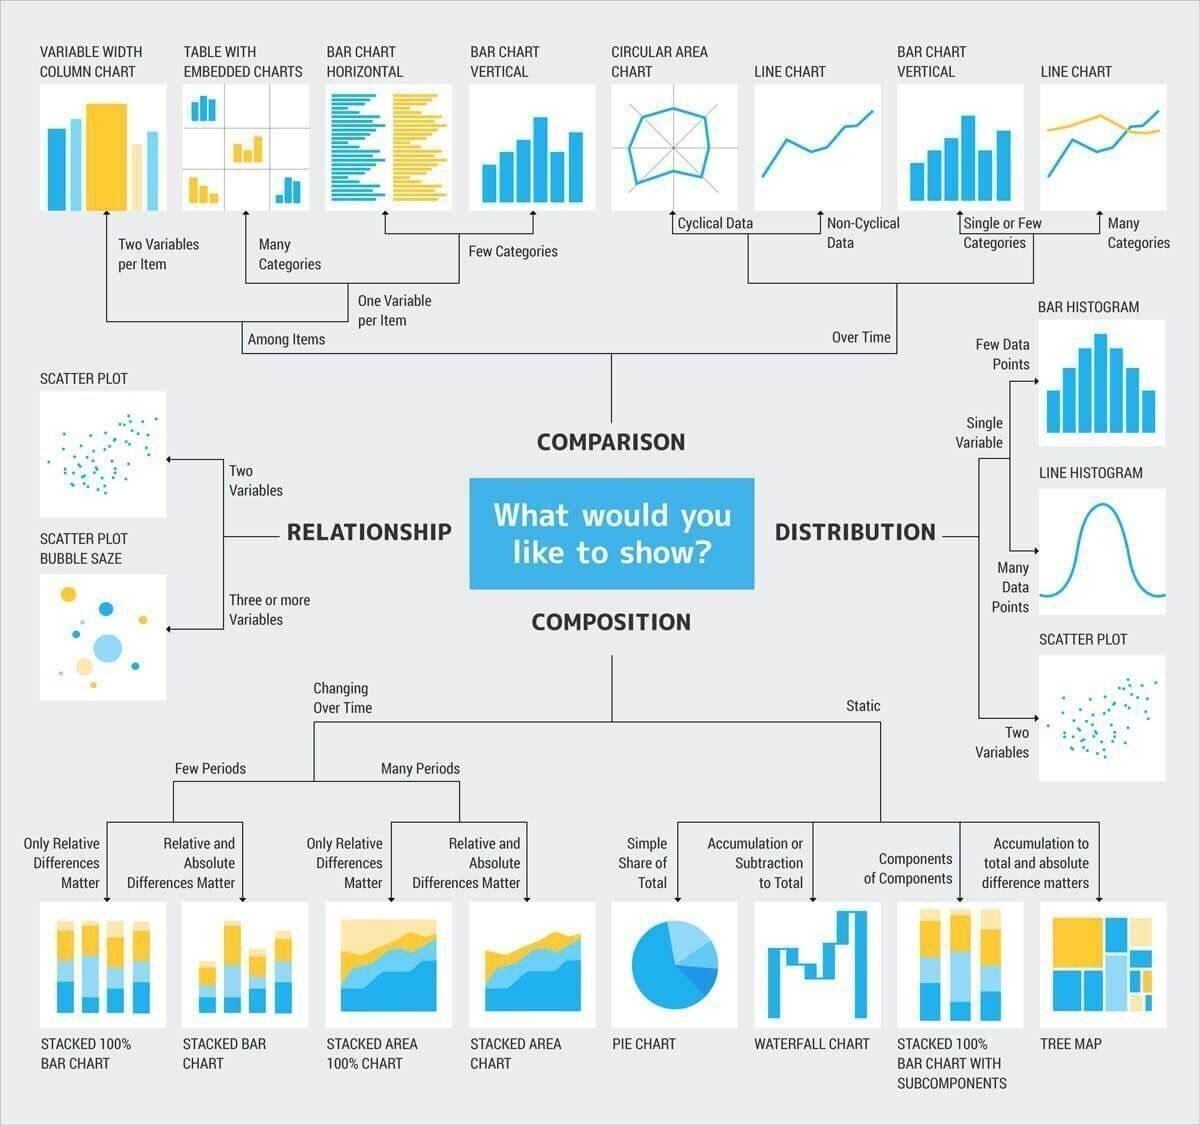 VARIABLE WIDTH
COLUMN CHART
TABLE WITH
EMBEDDED CHARTS
BAR CHART
HORIZONTAL
BAR CHART
VERTICAL
CIRCULAR AREA
CHART
LINE CHART
BAR CHART
VERTICAL
LINE CHART
Two Variables
per Item
Many
Categories
Few Categories
Cyclical Data
Non-Cyclical
Data
Single or Few
Categories
Many
Categories
One Variable
per Item
Among Items
Over Time
COMPARISON
SCATTER PLOT
Two
Variables
SCATTER PLOT
BUBBLE SAZE
Three or more
Variables
RELATIONSHIP
What would you
like to show?
DISTRIBUTION
BAR HISTOGRAM
Few Data
Points
Single
Variable
LINE HISTOGRAM
Many
Data
Points
SCATTER PLOT
Two
Variables
COMPOSITION
Changing
Over Time
Static
Few Periods
Many Periods
Only Relative
Differences
Matter
Relative and
Absolute
Differences Matter
Only Relative
Differences
Matter
Relative and
Absolute
Differences Matter
Simple
Share of
Total
Accumulation or
Subtraction
to Total
Components
of Components
Accumulation to
total and absolute
difference matters
STACKED 100%
BAR CHART
STACKED BAR
CHART
STACKED AREA
100% CHART
STACKED AREA
CHART
PIE CHART
WATERFALL CHART
STACKED 100%
BAR CHART WITH
SUBCOMPONENTS
TREE MAP